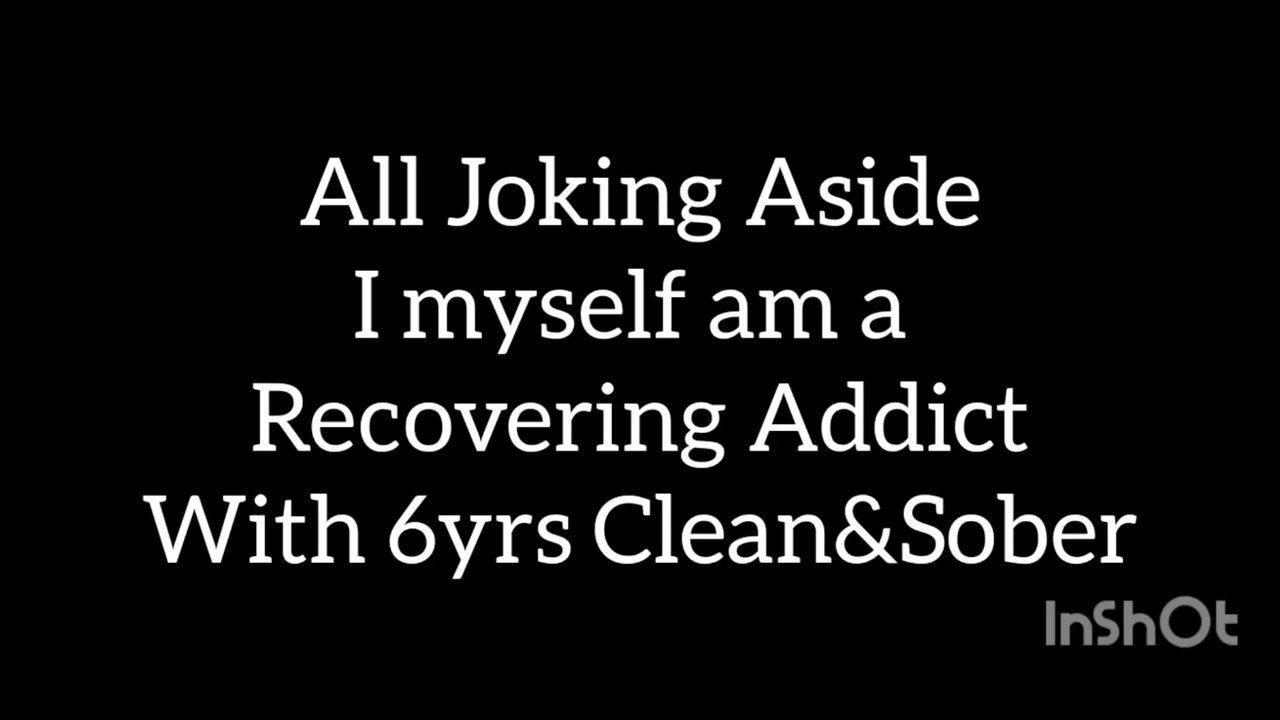 All Joking Aside
I myself am a
Recovering Addict
With 6yrs Clean&Sober
InShOt